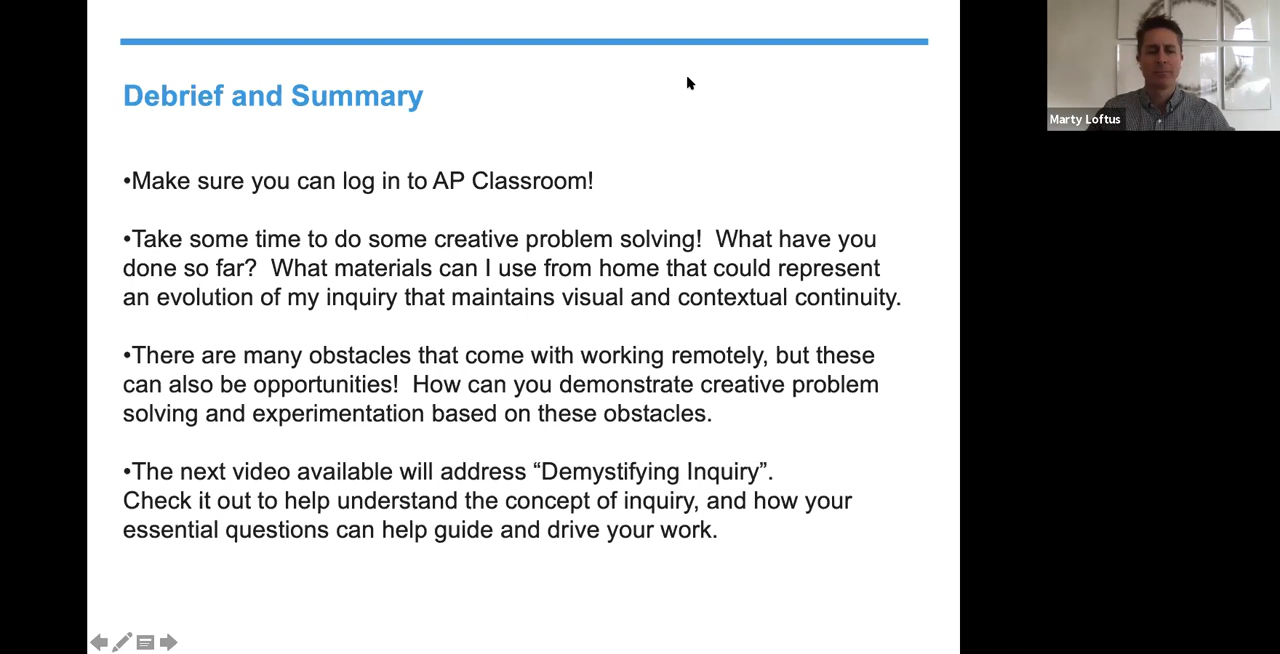 Debrief and Summary
•Make sure you can log in to AP Classroom!
•Take some time to do some creative problem solving!  What have you
done so far?  What materials can I use from home that could represent
an evolution of my inquiry that maintains visual and contextual continuity.
•There are many obstacles that come with working remotely, but these
can also be opportunities!  How can you demonstrate creative problem
solving and experimentation based on these obstacles.
•The next video available will address “Demystifying Inquiry”.
Check it out to help understand the concept of inquiry, and how your
essential questions can help guide and drive your work.
Marty Loftus